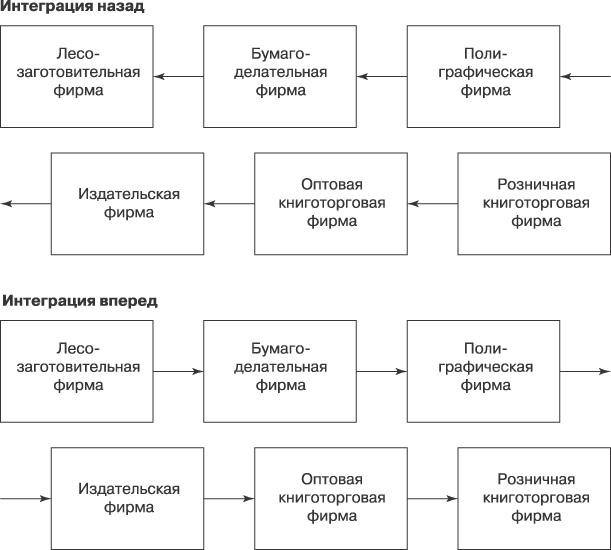 Интеграция назад
Лесо-
заготовительная
фирма
Бумаго-
делательная
фирма
Поли-
графическая
фирма
Издательская
фирма
Оптовая
книготорговая
фирма
Розничная
книготорговая
фирма
Интеграция вперед
Лесо-
заготовительная
фирма
Бумаго-
делательная
фирма
Поли-
графическая
фирма
Издательская
фирма
Оптовая
книготорговая
фирма
Розничная
книготорговая
фирма